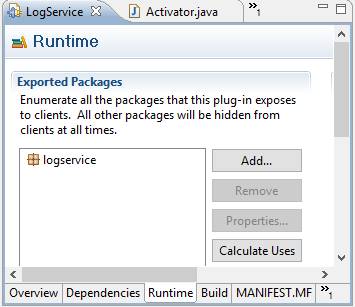 LogService
Activator.java
1
Runtime
Exported Packages
Enumerate all the packages that this plug-in exposes
to clients. All other packages will be hidden from
clients at all times.
logservice
Add...
Remove
Properties...
Calculate Uses
Overview Dependencies Runtime Build MANIFEST.MF 1